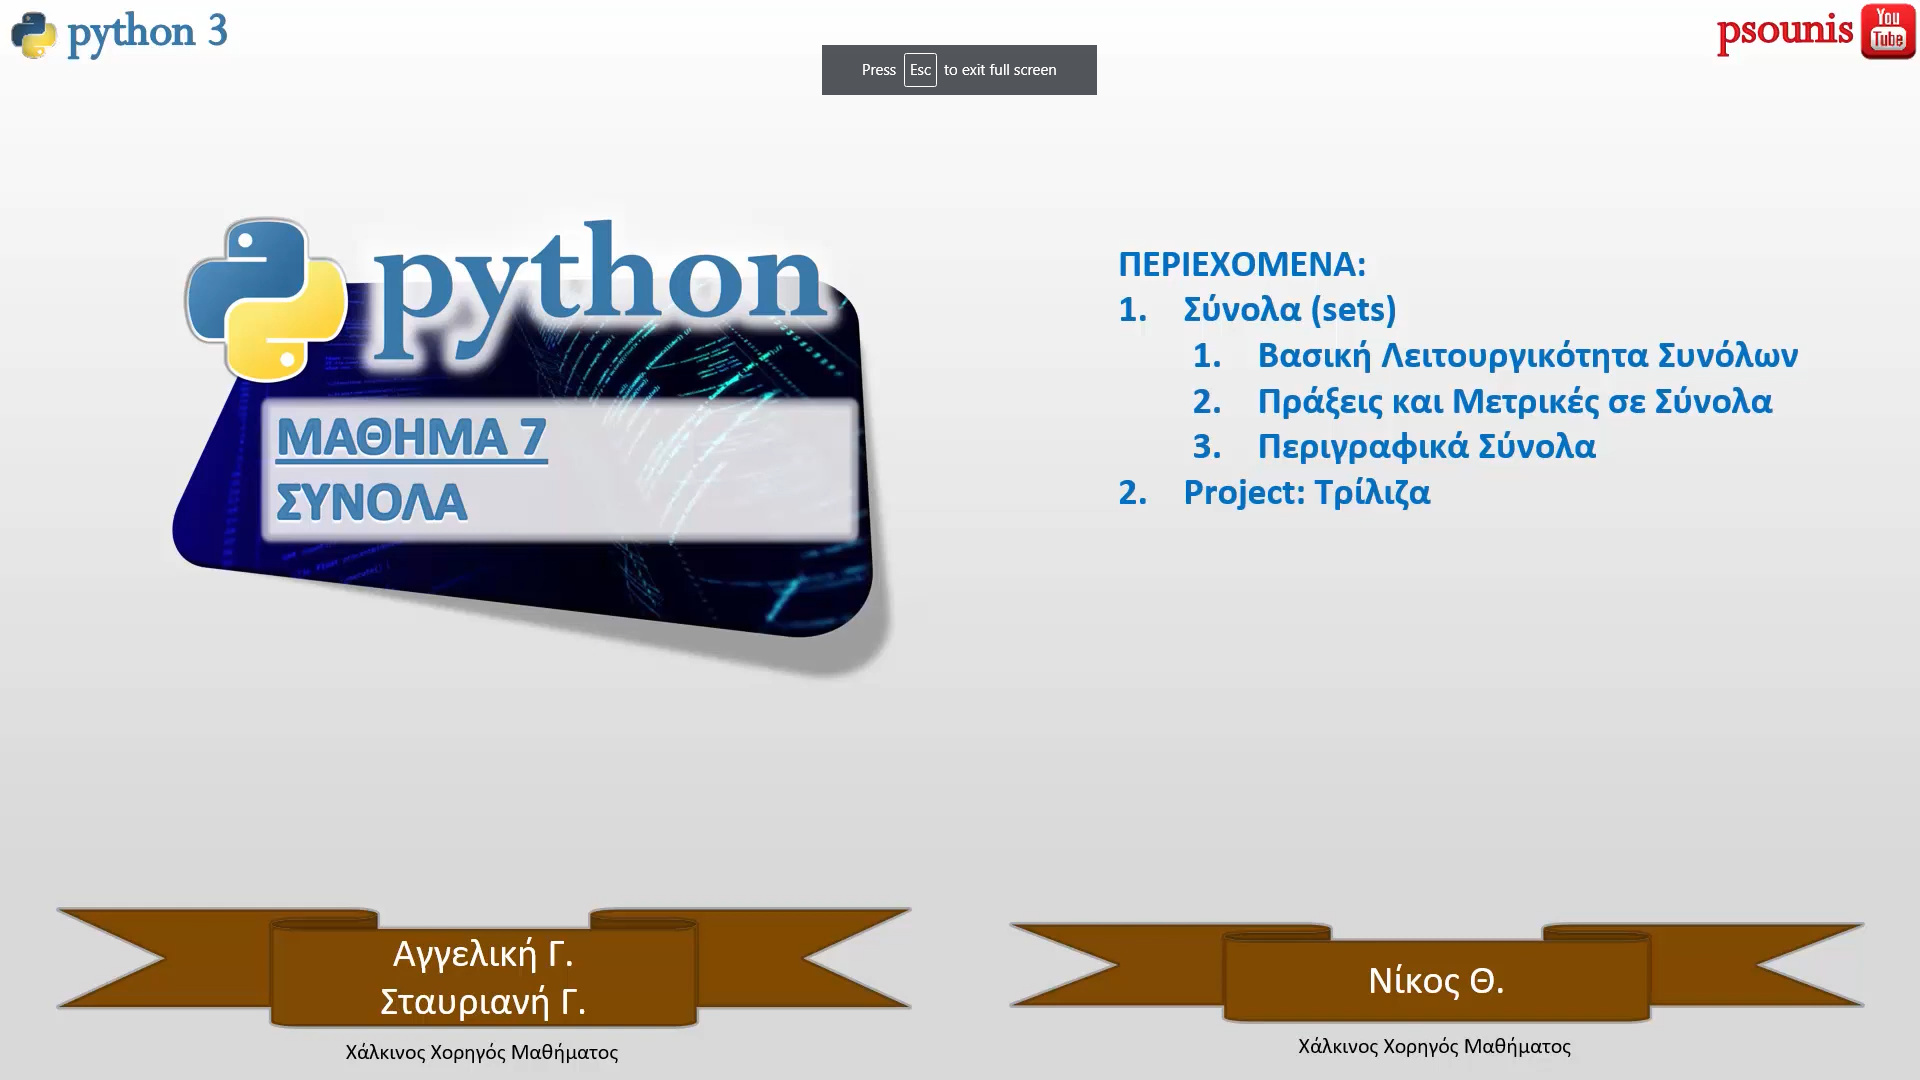 python 3
psounis
You
Tube
Press Esc to exit full screen
python
ΜΑΘΗΜΑ 7
ΣΥΝΟΛΑ
ΠΕΡΙΕΧΟΜΕΝΑ:
1. Σύνολα (sets)
1. Βασική Λειτουργικότητα Συνόλων
2. Πράξεις και Μετρικές σε Σύνολα
3. Περιγραφικά Σύνολα
2. Project: Τρίλιζα
Αγγελική Γ.
Σταυριανή Γ.
Χάλκινος Χορηγός Μαθήματος
Νίκος Θ.
Χάλκινος Χορηγός Μαθήματος